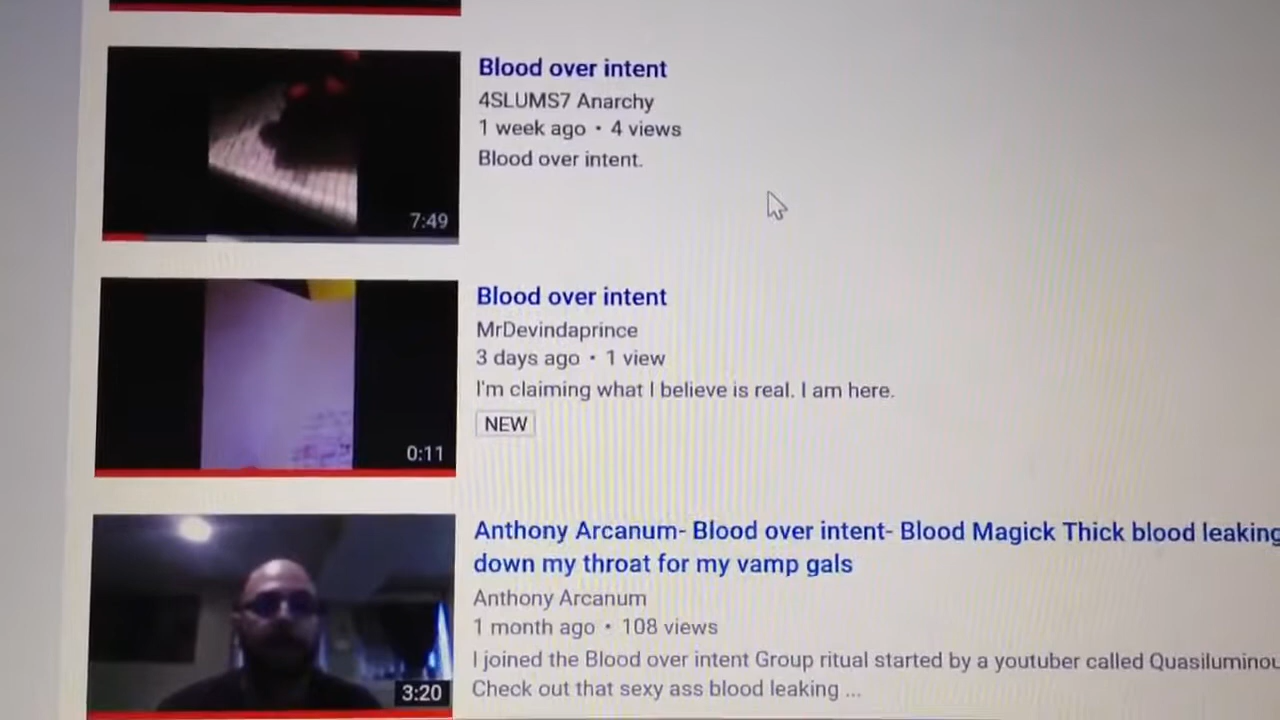 Blood over intent
4SLUMS7 Anarchy
1 week ago • 4 views
Blood over intent.
7:49
Blood over intent
MrDevindaprince
3 days ago • 1 view
I'm claiming what I believe is real. I am here.
NEW
0:11
Anthony Arcanum- Blood over intent- Blood Magick Thick blood leaking
down my throat for my vamp gals
Anthony Arcanum
1 month ago • 108 views
I joined the Blood over intent Group ritual started by a youtuber called
Check out that sexy ass blood leaking ...
3:20